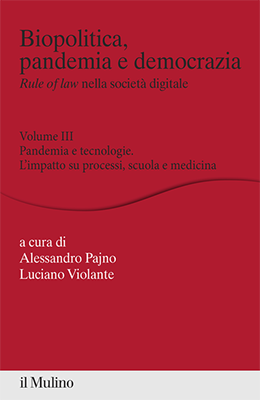 Biopolitica,
pandemia e democrazia
Rule of law nella società digitale
Volume III
Pandemia e tecnologie.
L'impatto su processi, scuola e medicina
a cura di
Alessandro Pajno
Luciano Violante
il Mulino